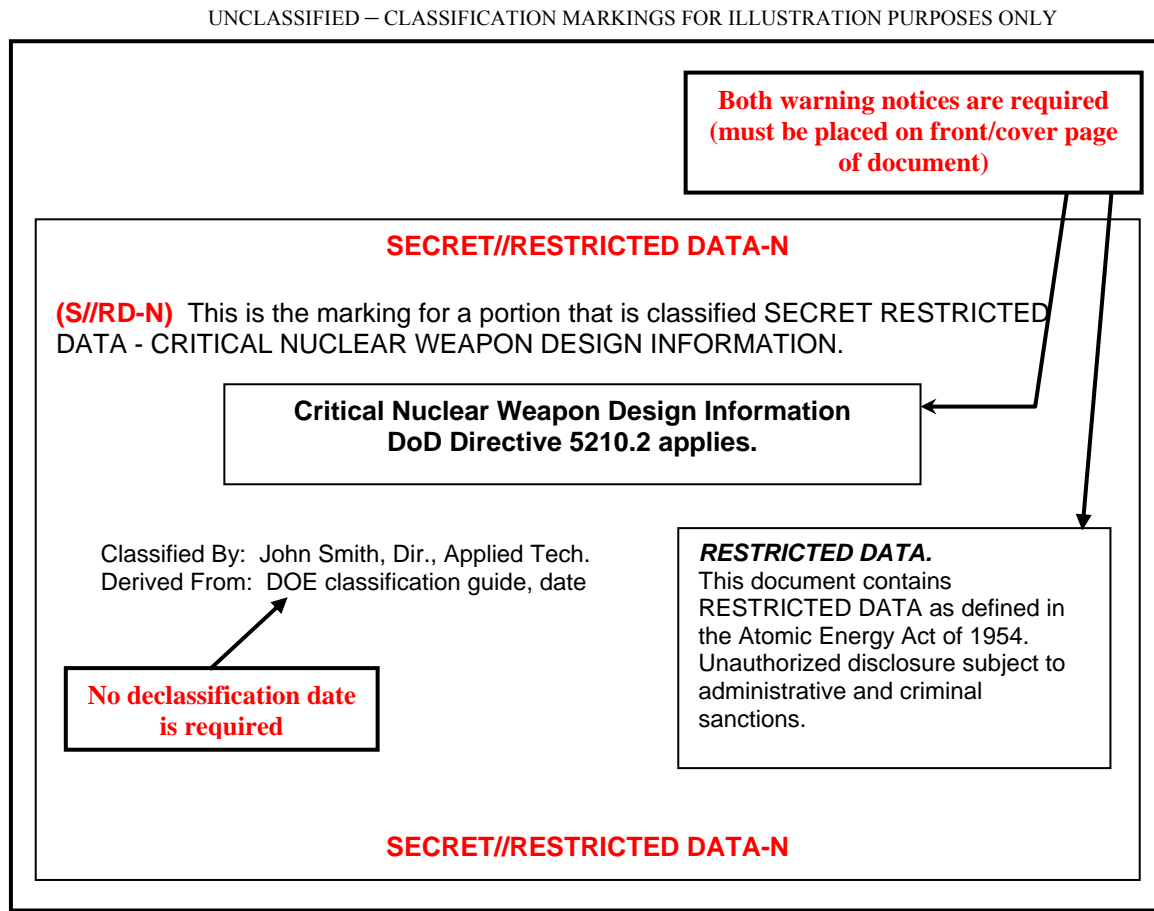 UNCLASSIFIED – CLASSIFICATION MARKINGS FOR ILLUSTRATION PURPOSES ONLY
Both warning notices are required
(must be placed on front/cover page
of document)
SECRET//RESTRICTED DATA-N
(S//RD-N) This is the marking for a portion that is classified SECRET RESTRICTED
DATA - CRITICAL NUCLEAR WEAPON DESIGN INFORMATION.
Critical Nuclear Weapon Design Information
DoD Directive 5210.2 applies.
Classified By: John Smith, Dir., Applied Tech.
Derived From: DOE classification guide, date
No declassification date
is required
RESTRICTED DATA.
This document contains
RESTRICTED DATA as defined in
the Atomic Energy Act of 1954.
Unauthorized disclosure subject to
administrative and criminal
sanctions.
SECRET//RESTRICTED DATA-N